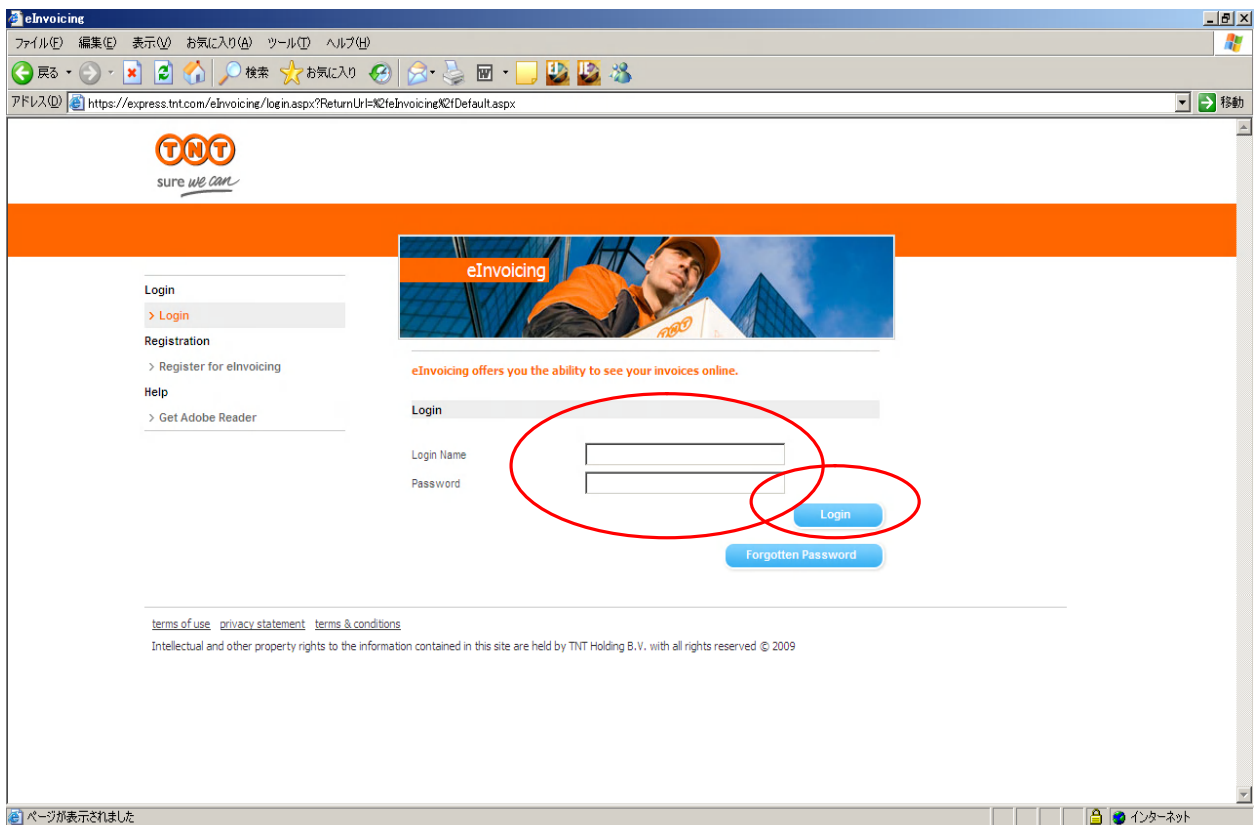 eInvoicing
ファイル(F) 編集(E) 表示(V) お気に入り(A) ツール(T) ヘルプ(H)
戻る 検索 お気に入り
アドレス(D) https://express.tnt.com/eInvoicing/login.aspx?ReturnUrl=%2feInvoicing%2fDefault.aspx 移動
TNT
sure we can
eInvoicing
TNT
Login
> Login
Registration
> Register for eInvoicing
Help
> Get Adobe Reader
eInvoicing offers you the ability to see your invoices online.
Login
Login Name
Password
Login
Forgotten Password
terms of use privacy statement terms & conditions
Intellectual and other property rights to the information contained in this site are held by TNT Holding B.V. with all rights reserved © 2009
ページが表示されました インターネット